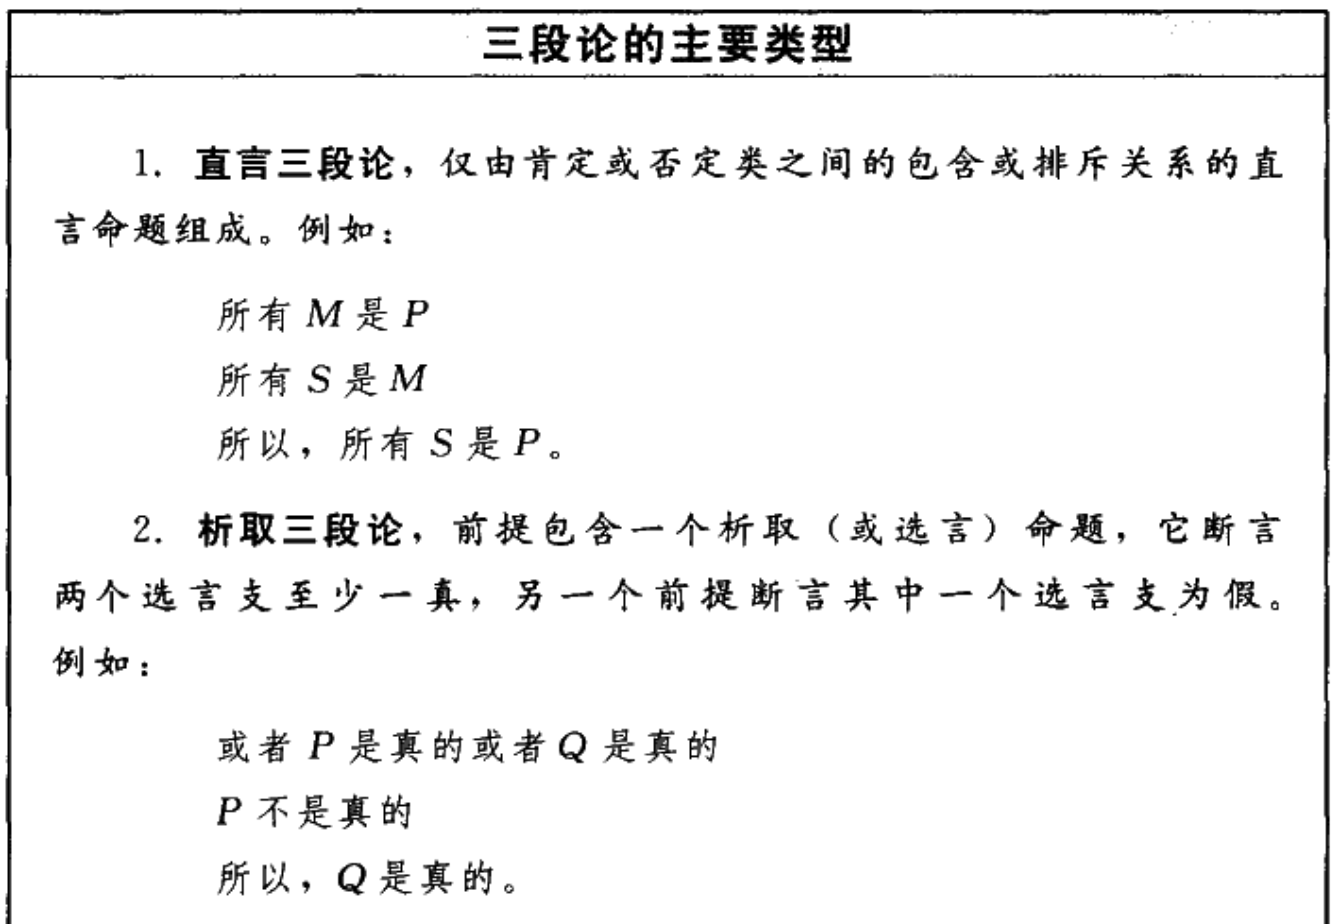 三段论的主要类型
1. 直言三段论，仅由肯定或否定类之间的包含或排斥关系的直
言命题组成。例如：
所有 M 是 P
所有 S 是 M
所以，所有 S 是 P。
2. 析取三段论，前提包含一个析取（或选言）命题，它断言
两个选言支至少一真，另一个前提断言其中一个选言支为假。
例如：
或者 P 是真的或者 Q 是真的
P 不是真的
所以，Q 是真的。